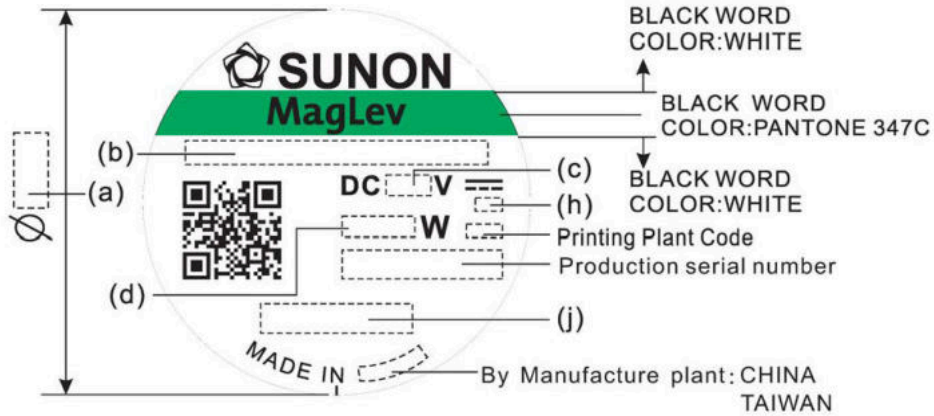 BLACK WORD
COLOR:WHITE
SUNON
MagLev
BLACK WORD
COLOR:PANTONE 347C
(b)
(a)
Ø
DC V
(c)
BLACK WORD
COLOR:WHITE
(h)
W
Printing Plant Code
Production serial number
(d)
(j)
MADE IN
By Manufacture plant: CHINA
TAIWAN